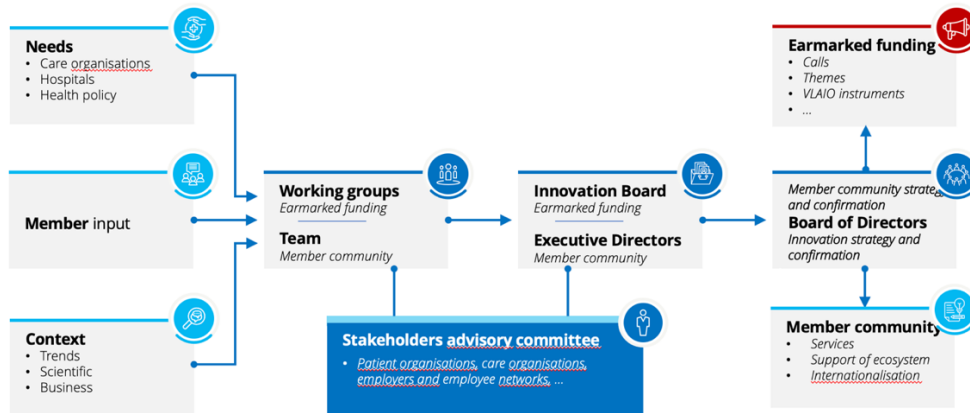 Needs
• Care organisations
• Hospitals
• Health policy
Member input
Context
• Trends
• Scientific
• Business
Working groups
Earmarked funding
Team
Member community
Innovation Board
Earmarked funding
Executive Directors
Member community
Stakeholders advisory committee
• Patient organisations, care organisations,
employers and employee networks, ...
Earmarked funding
• Calls
• Themes
• VLAIO instruments
• ...
Member community strategy
and confirmation
Board of Directors
Innovation strategy and
confirmation
Member community
• Services
• Support of ecosystem
• Internationalisation